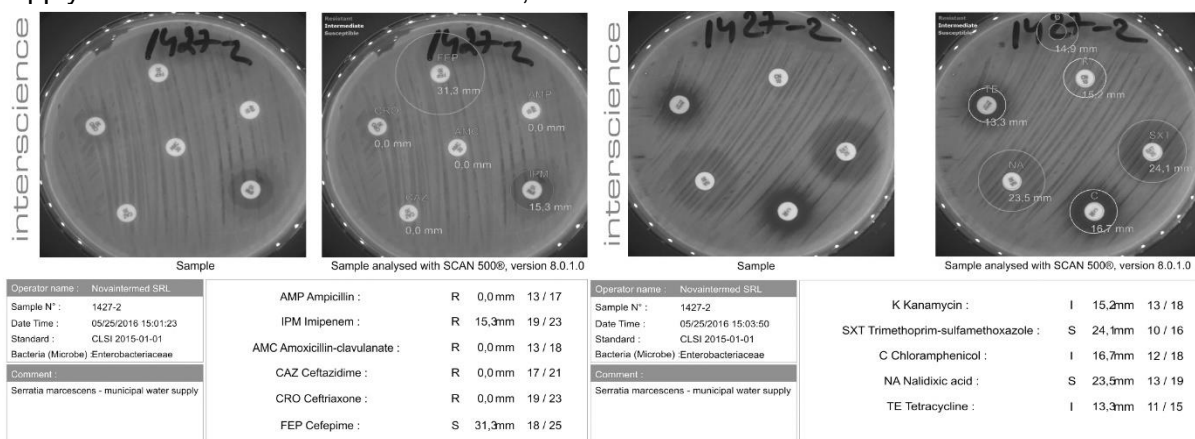 interscience
1427-2
Sample
Resistant
Intermediate
Susceptible
1427-2
FEP
31,3 mm
CRO
0,0 mm
AMP
0,0 mm
AMC
0,0 mm
IPM
15,3 mm
CAZ
0,0 mm
Sample analysed with SCAN 500®, version 8.0.1.0
Operator name : Novaintermed SRL
Sample N° : 1427-2
Date Time : 05/25/2016 15:01:23
Standard : CLSI 2015-01-01
Bacteria (Microbe) :Enterobacteriaceae
Comment :
Serratia marcescens - municipal water supply
AMP Ampicillin : R 0,0mm 13 / 17
IPM Imipenem : R 15,3mm 19 / 23
AMC Amoxicillin-clavulanate : R 0,0mm 13 / 18
CAZ Ceftazidime : R 0,0mm 17 / 21
CRO Ceftriaxone : R 0,0mm 19 / 23
FEP Cefepime : S 31,3mm 18 / 25
interscience
1427-2
Sample
Resistant
Intermediate
Susceptible
1427-2
14,9 mm
K
15,2 mm
TE
13,3 mm
SXT
24,1 mm
NA
23,5 mm
C
16,7 mm
Sample analysed with SCAN 500®, version 8.0.1.0
Operator name : Novaintermed SRL
Sample N° : 1427-2
Date Time : 05/25/2016 15:03:50
Standard : CLSI 2015-01-01
Bacteria (Microbe) :Enterobacteriaceae
Comment :
Serratia marcescens - municipal water supply
K Kanamycin : I 15,2mm 13 / 18
SXT Trimethoprim-sulfamethoxazole : S 24,1mm 10 / 16
C Chloramphenicol : I 16,7mm 12 / 18
NA Nalidixic acid : S 23,5mm 13 / 19
TE Tetracycline : I 13,3mm 11 / 15